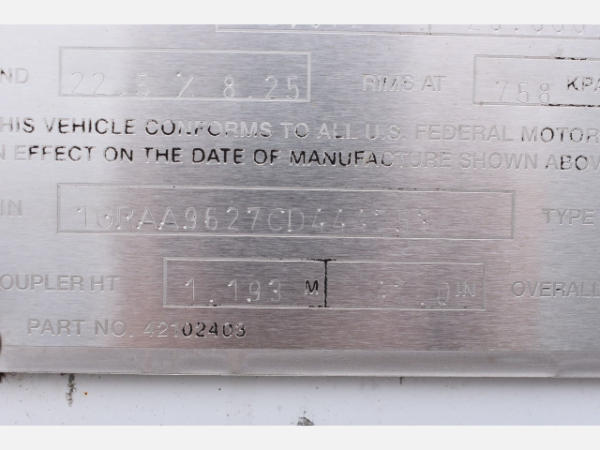 ND 22.5 X 8.25 RIMS AT 758 KPA
HIS VEHICLE CONFORMS TO ALL U.S. FEDERAL MOTOR
N EFFECT ON THE DATE OF MANUFACTURE SHOWN ABOV
IN TYPE
OUPLER HT 1.193 M IN OVERALL
PART NO. 42102403